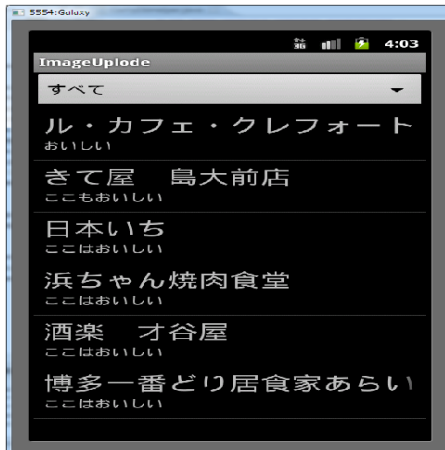 5554:Galaxy
3G 4:03
ImageUplode
すべて
ル・カフェ・クレフォート
おいしい
きて屋 島大前店
ここもおいしい
日本いち
ここはおいしい
浜ちゃん焼肉食堂
ここはおいしい
酒楽 才谷屋
ここはおいしい
博多一番どり居食家あらい
ここはおいしい